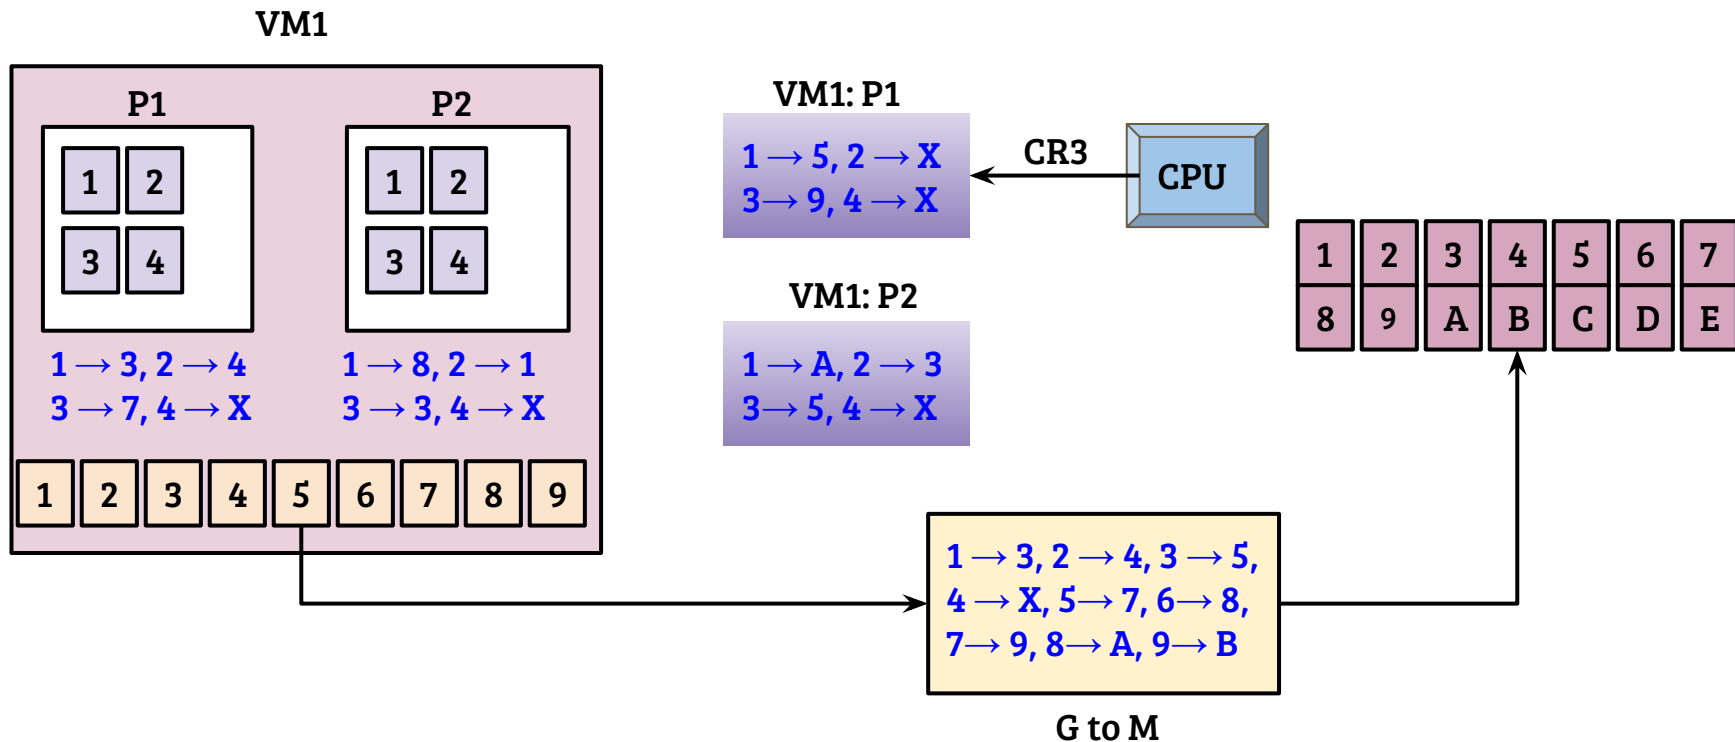 VM1
P1
P2
1 2
3 4
1 2
3 4
1 → 3, 2 → 4
3 → 7, 4 → X
1 → 8, 2 → 1
3 → 3, 4 → X
1 2 3 4 5 6 7 8 9
VM1: P1
1 → 5, 2 → X
3→ 9, 4 → X
CR3
CPU
VM1: P2
1 → A, 2 → 3
3→ 5, 4 → X
1 2 3 4 5 6 7
8 9 A B C D E
1 → 3, 2 → 4, 3 → 5,
4 → X, 5→ 7, 6→ 8,
7→ 9, 8→ A, 9→ B
G to M